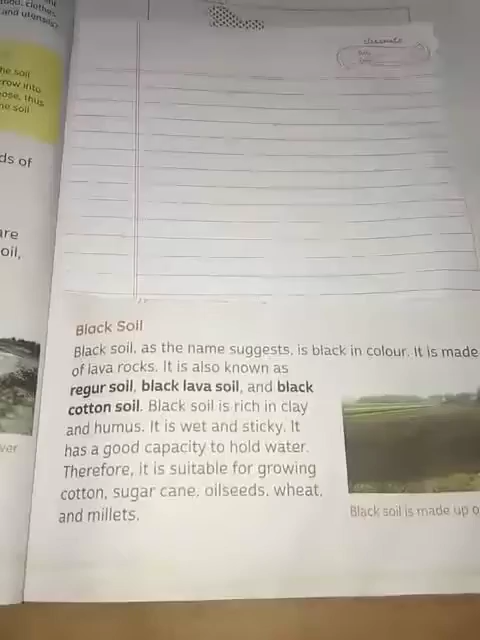 food, clothes,
and utensils
he soil
row into
ose, thus
he soil
ds of
are
oil,
ver
classmate
Black Soil
Black soil, as the name suggests, is black in colour. It is made
of lava rocks. It is also known as
regur soil, black lava soil, and black
cotton soil. Black soil is rich in clay
and humus. It is wet and sticky. It
has a good capacity to hold water.
Therefore, it is suitable for growing
cotton, sugar cane, oilseeds, wheat,
and millets.
Black soil is made up o